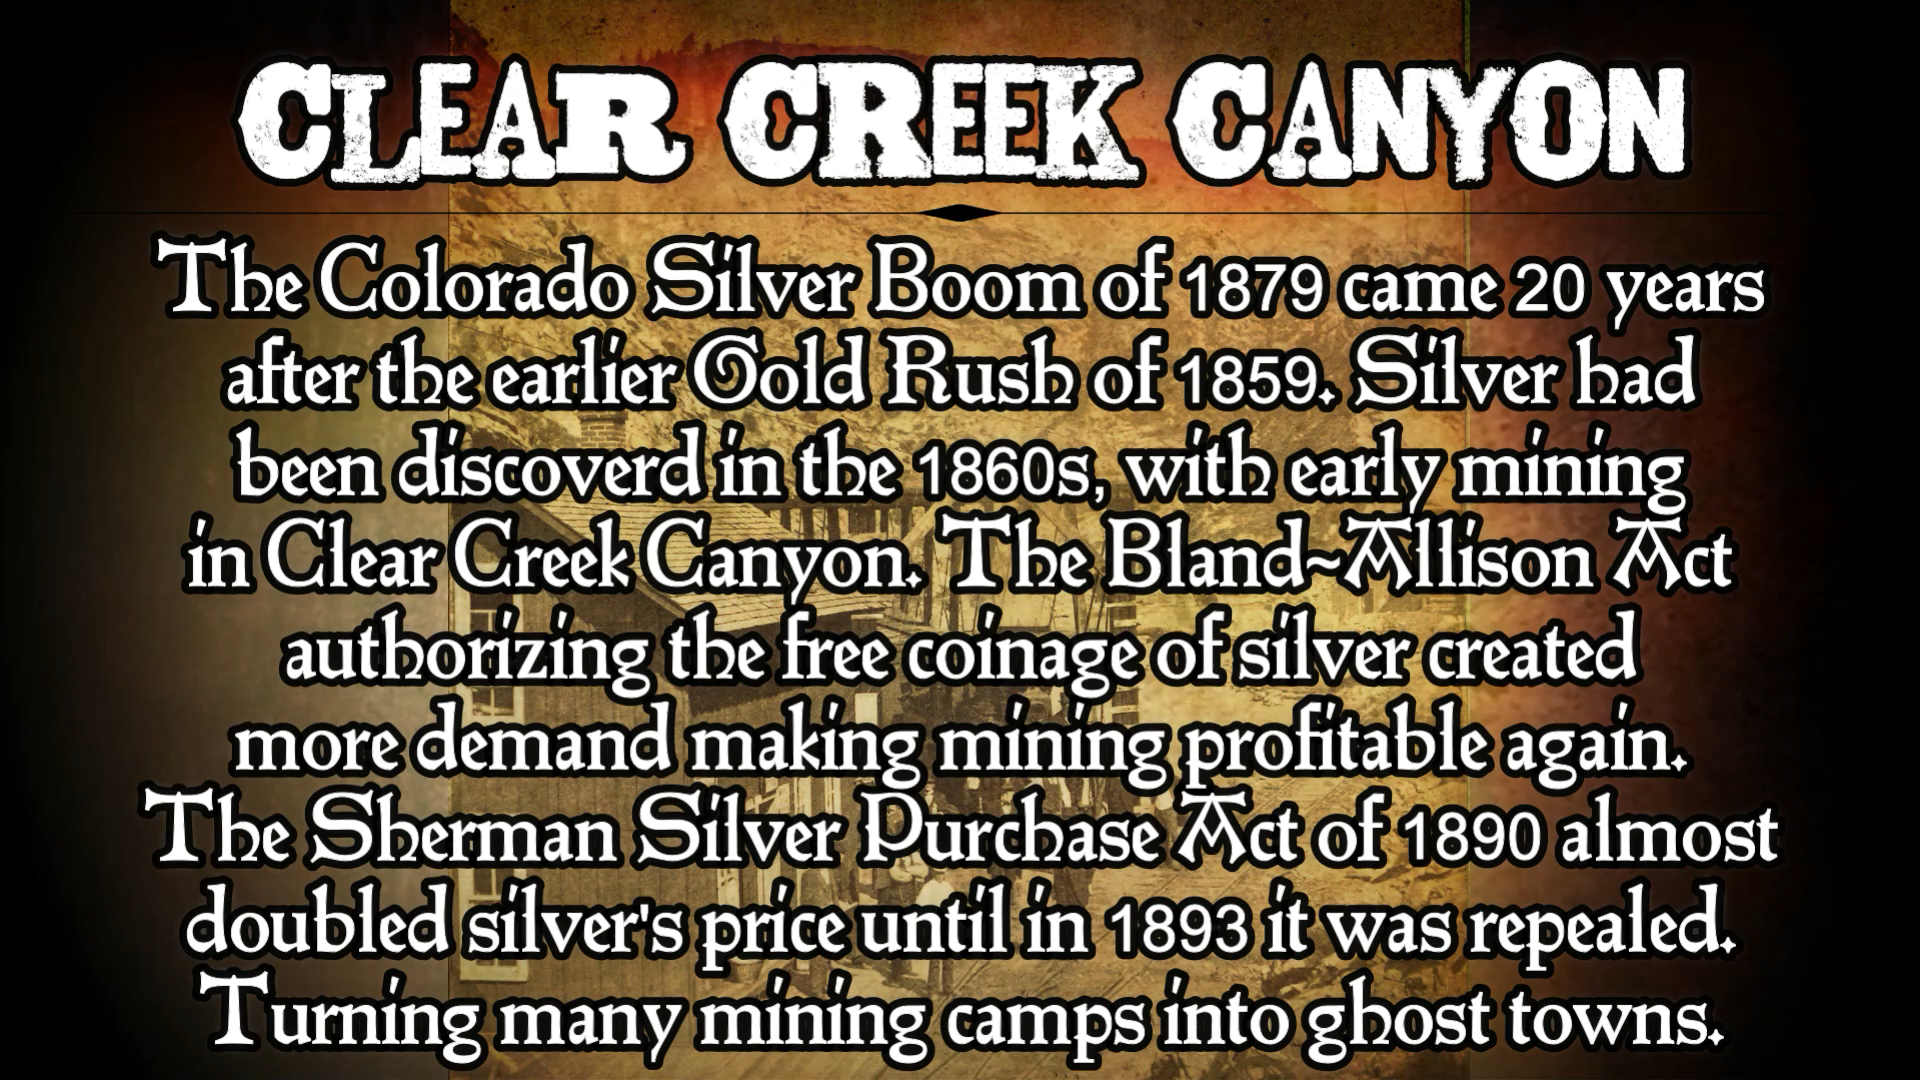 CLEAR CREEK CANYON
The Colorado Silver Boom of 1879 came 20 years
after the earlier Gold Rush of 1859. Silver had
been discoverd in the 1860s, with early mining
in Clear Creek Canyon. The Bland~Allison Act
authorizing the free coinage of silver created
more demand making mining profitable again.
The Sherman Silver Purchase Act of 1890 almost
doubled silver's price until in 1893 it was repealed.
Turning many mining camps into ghost towns.